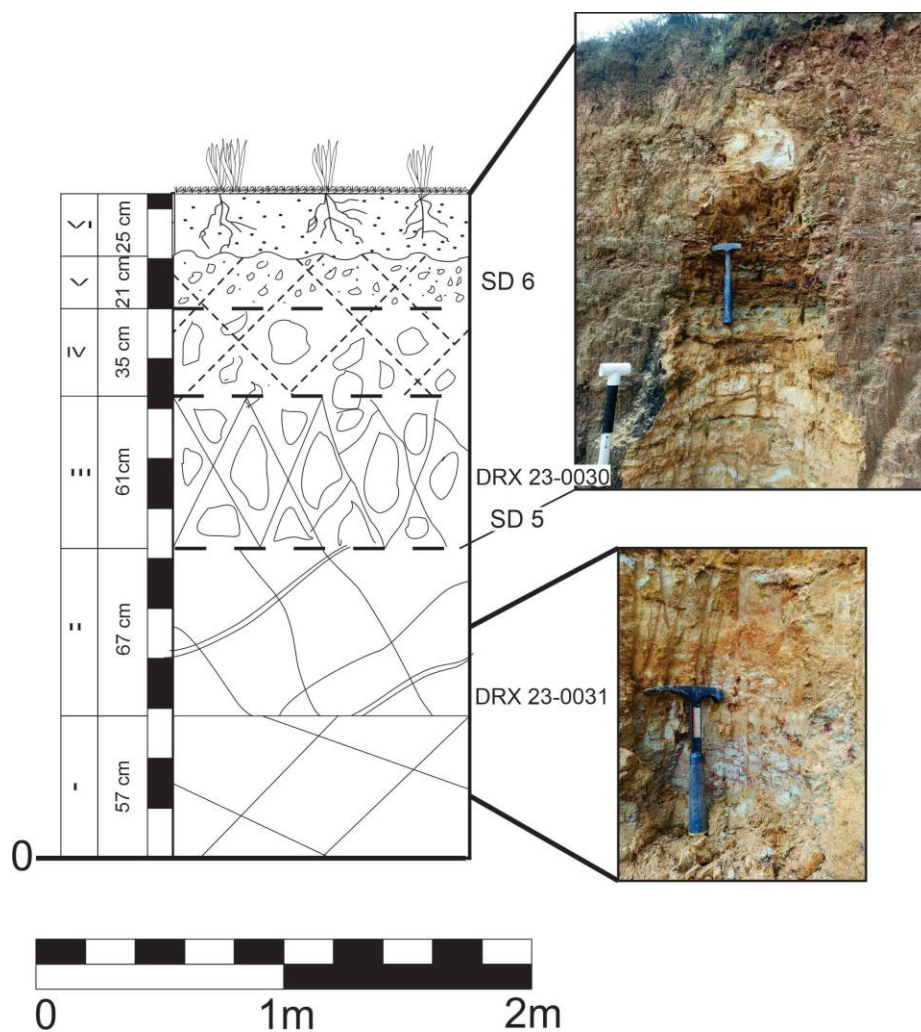 VI
25 cm
V
21 cm
SD 6
IV
35 cm
III
61cm
DRX 23-0030
SD 5
II
67 cm
DRX 23-0031
I
57 cm
0
0 1m 2m